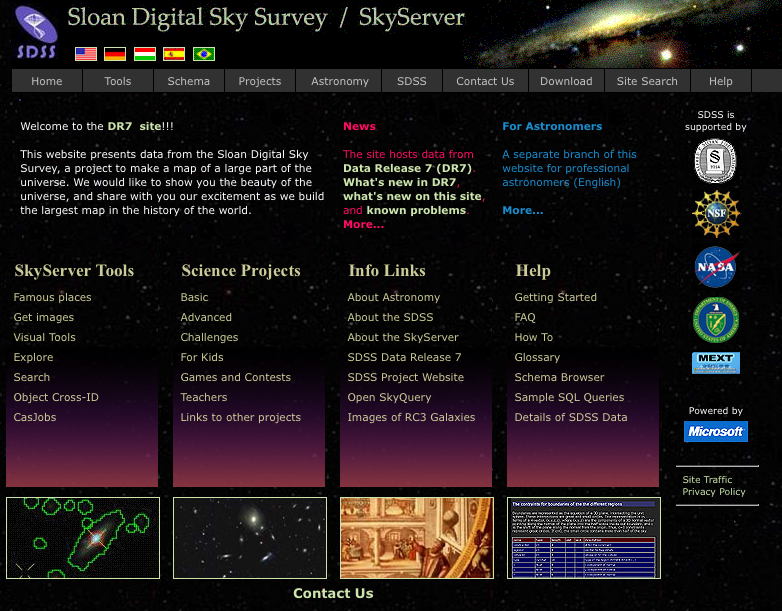 Sloan Digital Sky Survey / SkyServer
SDSS
Home Tools Schema Projects Astronomy SDSS Contact Us Download Site Search Help
Welcome to the DR7 site!!!
This website presents data from the Sloan Digital Sky
Survey, a project to make a map of a large part of the
universe. We would like to show you the beauty of the
universe, and share with you our excitement as we build
the largest map in the history of the world.
News
The site hosts data from
Data Release 7 (DR7).
What's new in DR7,
what's new on this site,
and known problems.
More...
For Astronomers
A separate branch of this
website for professional
astronomers (English)
More...
SDSS is
supported by
NSF
NASA
MEXT
Powered by
Microsoft
Site Traffic
Privacy Policy
SkyServer Tools
Famous places
Get images
Visual Tools
Explore
Search
Object Cross-ID
CasJobs
Science Projects
Basic
Advanced
Challenges
For Kids
Games and Contests
Teachers
Links to other projects
Info Links
About Astronomy
About the SDSS
About the SkyServer
SDSS Data Release 7
SDSS Project Website
Open SkyQuery
Images of RC3 Galaxies
Help
Getting Started
FAQ
How To
Glossary
Schema Browser
Sample SQL Queries
Details of SDSS Data
The contraints for boundaries of the the different regions
Contact Us